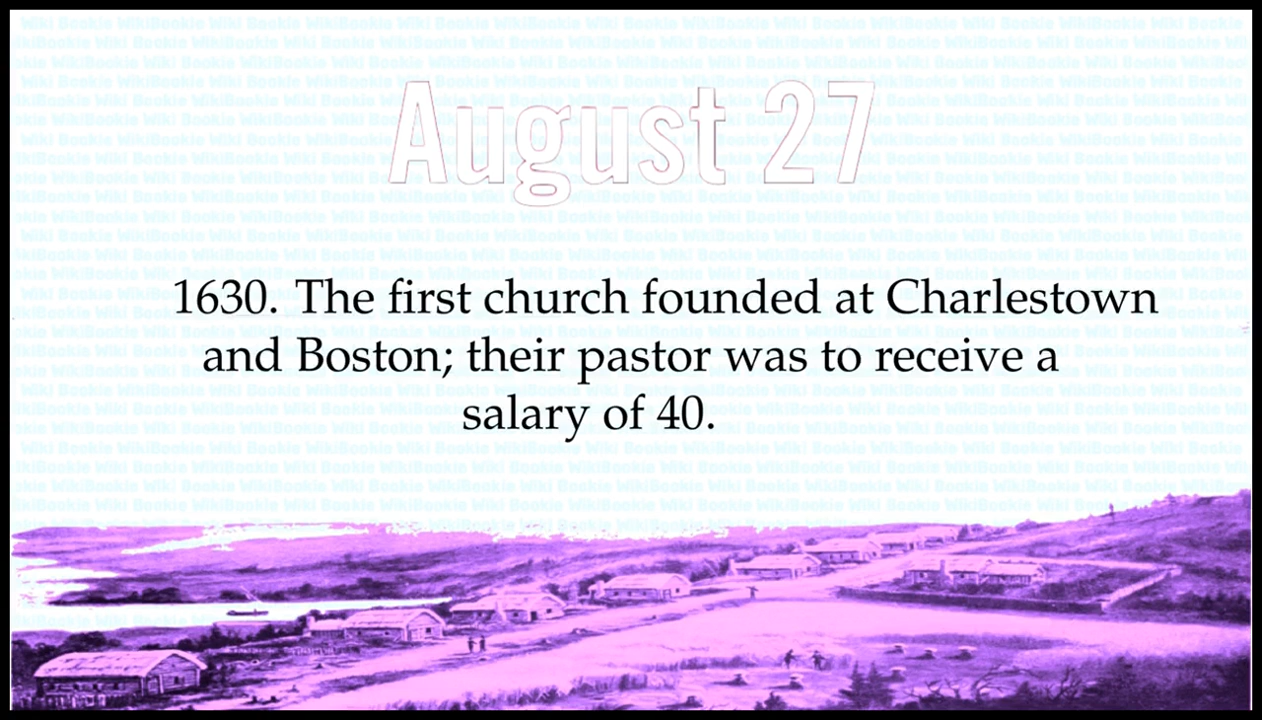 August 27
1630. The first church founded at Charlestown
and Boston; their pastor was to receive a
salary of 40.